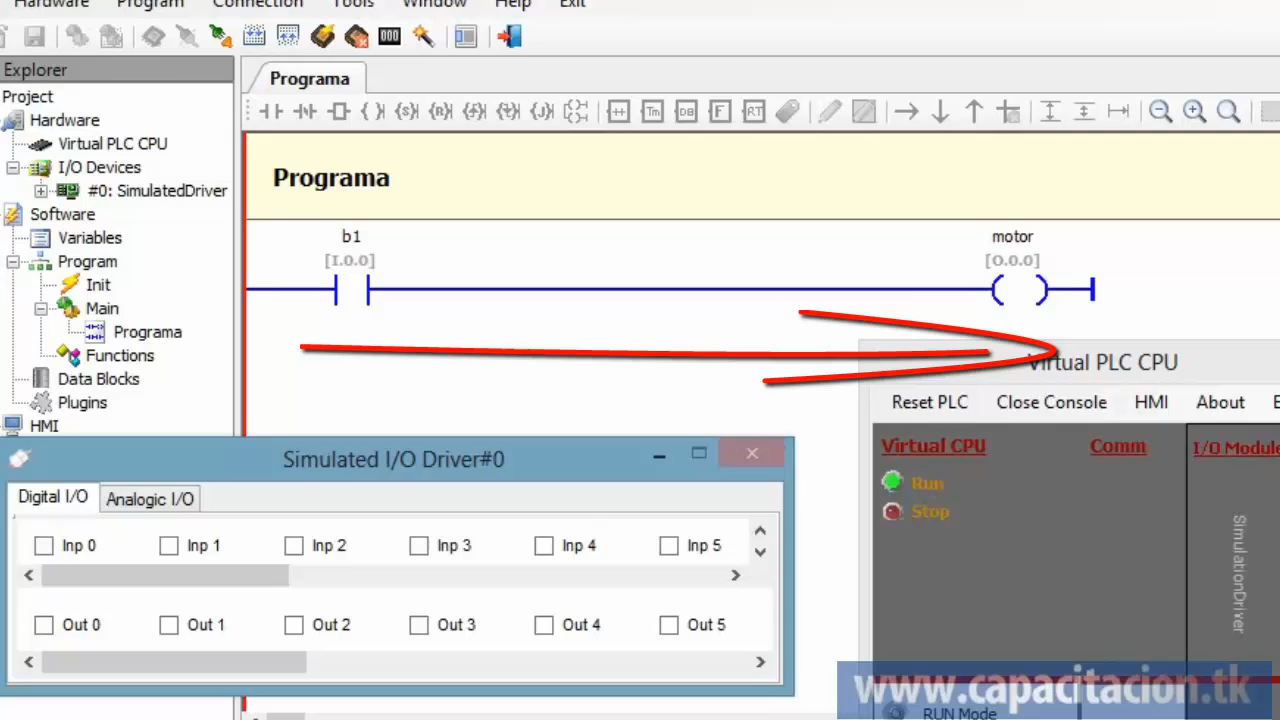 Hardware Program Connection Tools Window Help Exit
Explorer
Programa
Project
Hardware
Virtual PLC CPU
I/O Devices
#0: SimulatedDriver
Software
Variables
Program
Init
Main
Programa
Functions
Data Blocks
Plugins
HMI
(S) (R) (J)
Tm DB F RT
000
Programa
b1
[I.0.0]
motor
[O.0.0]
Virtual PLC CPU
Reset PLC Close Console HMI About
Virtual CPU Comm I/O Module
Run
Stop
SimulationDriver
RUN Mode
Simulated I/O Driver#0
Digital I/O Analogic I/O
Inp 0 Inp 1 Inp 2 Inp 3 Inp 4 Inp 5
Out 0 Out 1 Out 2 Out 3 Out 4 Out 5
www.capacitacion.tk